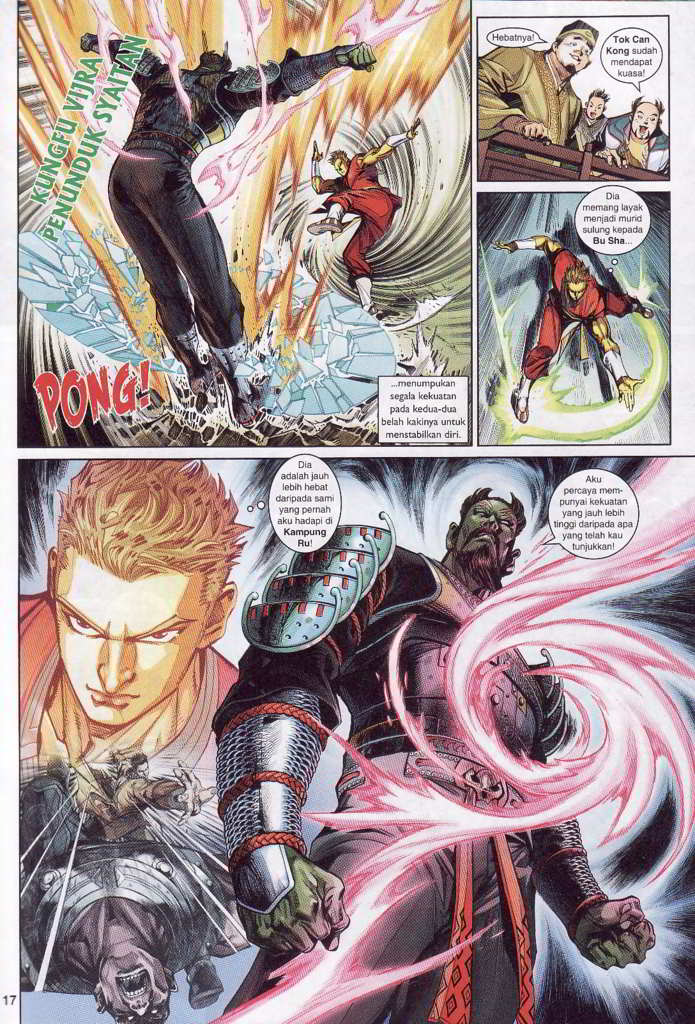 KUNGFU VIJRA
PENUNDUK SYAITAN
PONG!
...menumpukan
segala kekuatan
pada kedua-dua
belah kakinya untuk
menstabilkan diri.
Hebatnya!
Tok Can
Kong sudah
mendapat
kuasa!
Dia
memang layak
menjadi murid
sulung kepada
Bu Sha...
Dia
adalah jauh
lebih hebat
daripada sami
yang pernah
aku hadapi di
Kampung
Ru!
Aku
percaya mem-
punyai kekuatan
yang jauh lebih
tinggi daripada apa
yang telah kau
tunjukkan!
17